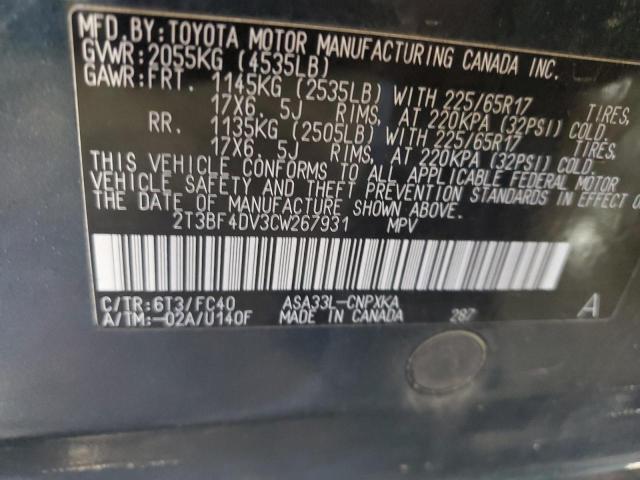 MFD.BY:TOYOTA MOTOR MANUFACTURING CANADA INC.
GVWR:2055KG (4535LB)
GAWR:FRT. 1145KG (2535LB) WITH 225/65R17 TIRES,
17X6.5J RIMS, AT 220KPA (32PSI) COLD.
RR. 1135KG (2505LB) WITH 225/65R17 TIRES,
17X6.5J RIMS, AT 220KPA (32PSI) COLD.
THIS VEHICLE CONFORMS TO ALL APPLICABLE FEDERAL MOTOR
VEHICLE SAFETY AND THEFT PREVENTION STANDARDS IN EFFECT O
THE DATE OF MANUFACTURE SHOWN ABOVE.
2T3BF4DV3CW267931 MPV
C/TR:6T3/FC40 ASA33L-CNPXKA
A/TM:-02A/U140F MADE IN CANADA 287 A